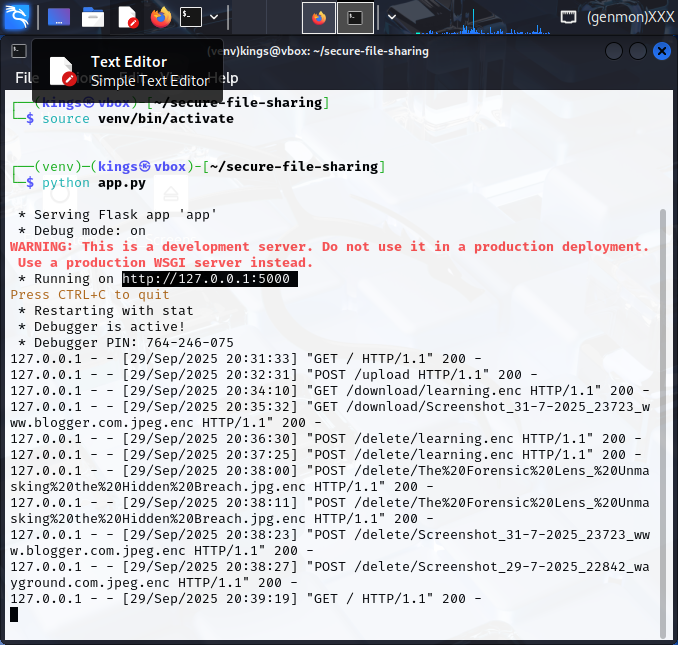 (genmon)XXX
(venv)kings@vbox: ~/secure-file-sharing
Text Editor
Simple Text Editor
File Help
(kings㉿vbox)-[~/secure-file-sharing]
$ source venv/bin/activate
(venv)─(kings㉿vbox)-[~/secure-file-sharing]
$ python app.py
* Serving Flask app 'app'
* Debug mode: on
WARNING: This is a development server. Do not use it in a production deployment.
Use a production WSGI server instead.
* Running on http://127.0.0.1:5000
Press CTRL+C to quit
* Restarting with stat
* Debugger is active!
* Debugger PIN: 764-246-075
127.0.0.1 - - [29/Sep/2025 20:31:33] "GET / HTTP/1.1" 200 -
127.0.0.1 - - [29/Sep/2025 20:32:31] "POST /upload HTTP/1.1" 200 -
127.0.0.1 - - [29/Sep/2025 20:34:10] "GET /download/learning.enc HTTP/1.1" 200 -
127.0.0.1 - - [29/Sep/2025 20:35:32] "GET /download/Screenshot_31-7-2025_23723_w
ww.blogger.com.jpeg.enc HTTP/1.1" 200 -
127.0.0.1 - - [29/Sep/2025 20:36:30] "POST /delete/learning.enc HTTP/1.1" 200 -
127.0.0.1 - - [29/Sep/2025 20:37:25] "POST /delete/learning.enc HTTP/1.1" 200 -
127.0.0.1 - - [29/Sep/2025 20:38:00] "POST /delete/The%20Forensic%20Lens_%20Unma
sking%20the%20Hidden%20Breach.jpg.enc HTTP/1.1" 200 -
127.0.0.1 - - [29/Sep/2025 20:38:11] "POST /delete/The%20Forensic%20Lens_%20Unma
sking%20the%20Hidden%20Breach.jpg.enc HTTP/1.1" 200 -
127.0.0.1 - - [29/Sep/2025 20:38:23] "POST /delete/Screenshot_31-7-2025_23723_ww
w.blogger.com.jpeg.enc HTTP/1.1" 200 -
127.0.0.1 - - [29/Sep/2025 20:38:27] "POST /delete/Screenshot_29-7-2025_22842_wa
yground.com.jpeg.enc HTTP/1.1" 200 -
127.0.0.1 - - [29/Sep/2025 20:39:19] "GET / HTTP/1.1" 200 -